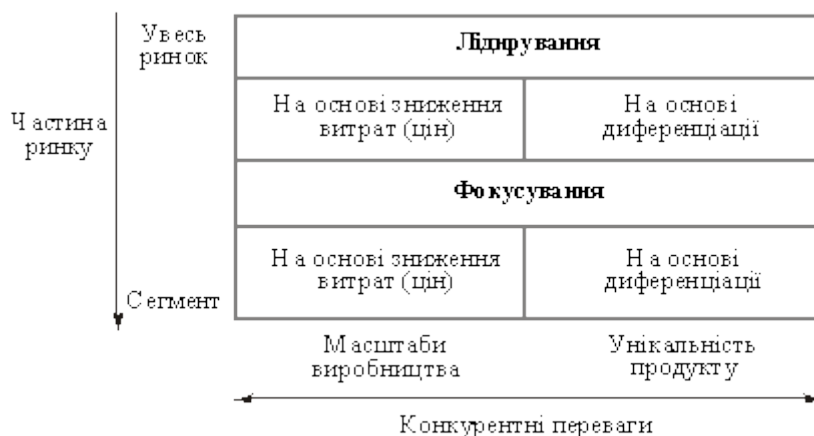 Увесь
ринок
Лідирування
Частина
ринку
На основі зниження
витрат (цін)
На основі
диференціації
Фокусування
На основі зниження
витрат (цін)
На основі
диференціації
Сегмент
Масштаби
виробництва
Унікальність
продукту
Конкурентні переваги